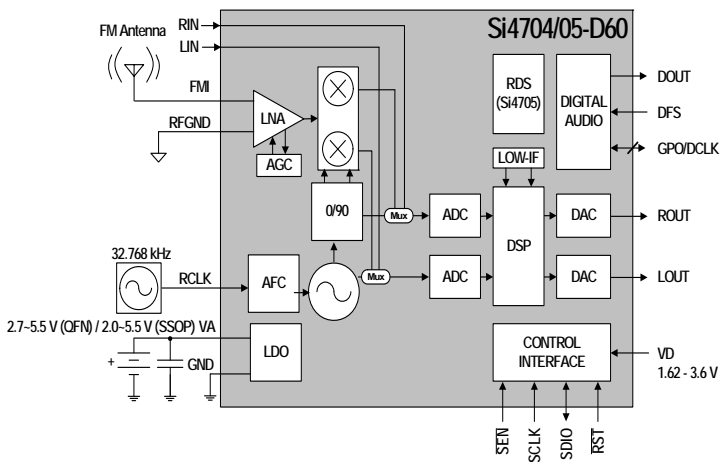 Si4704/05-D60
RIN
LIN
FM Antenna
FMI
RFGND
LNA
AGC
0/90
RDS
(Si4705)
LOW-IF
DIGITAL
AUDIO
DOUT
DFS
GPO/DCLK
Mux
ADC
DSP
DAC
ROUT
Mux
ADC
DAC
LOUT
32.768 kHz
RCLK
AFC
2.7~5.5 V (QFN) / 2.0~5.5 V (SSOP) VA
+
GND
LDO
CONTROL
INTERFACE
VD
1.62 - 3.6 V
SEN
SCLK
SDIO
RST